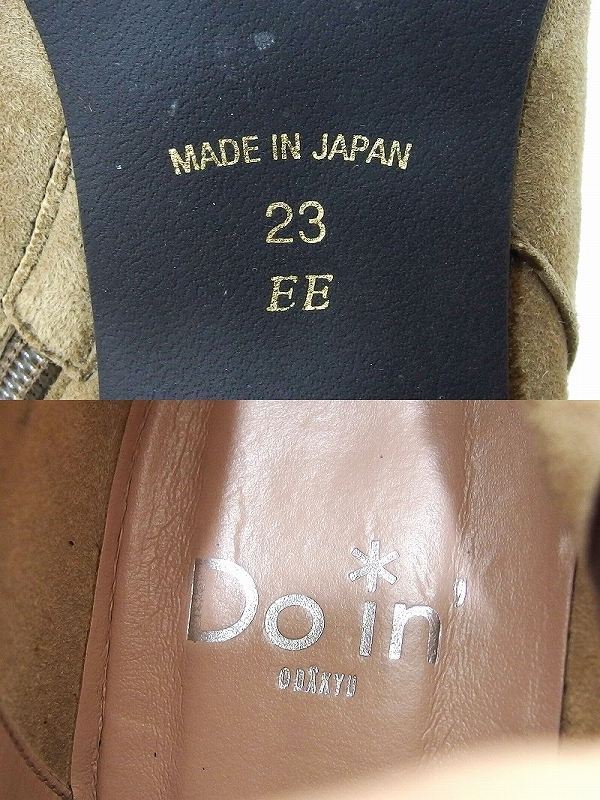 MADE IN JAPAN
23
EE
Do in'
ODAKYU